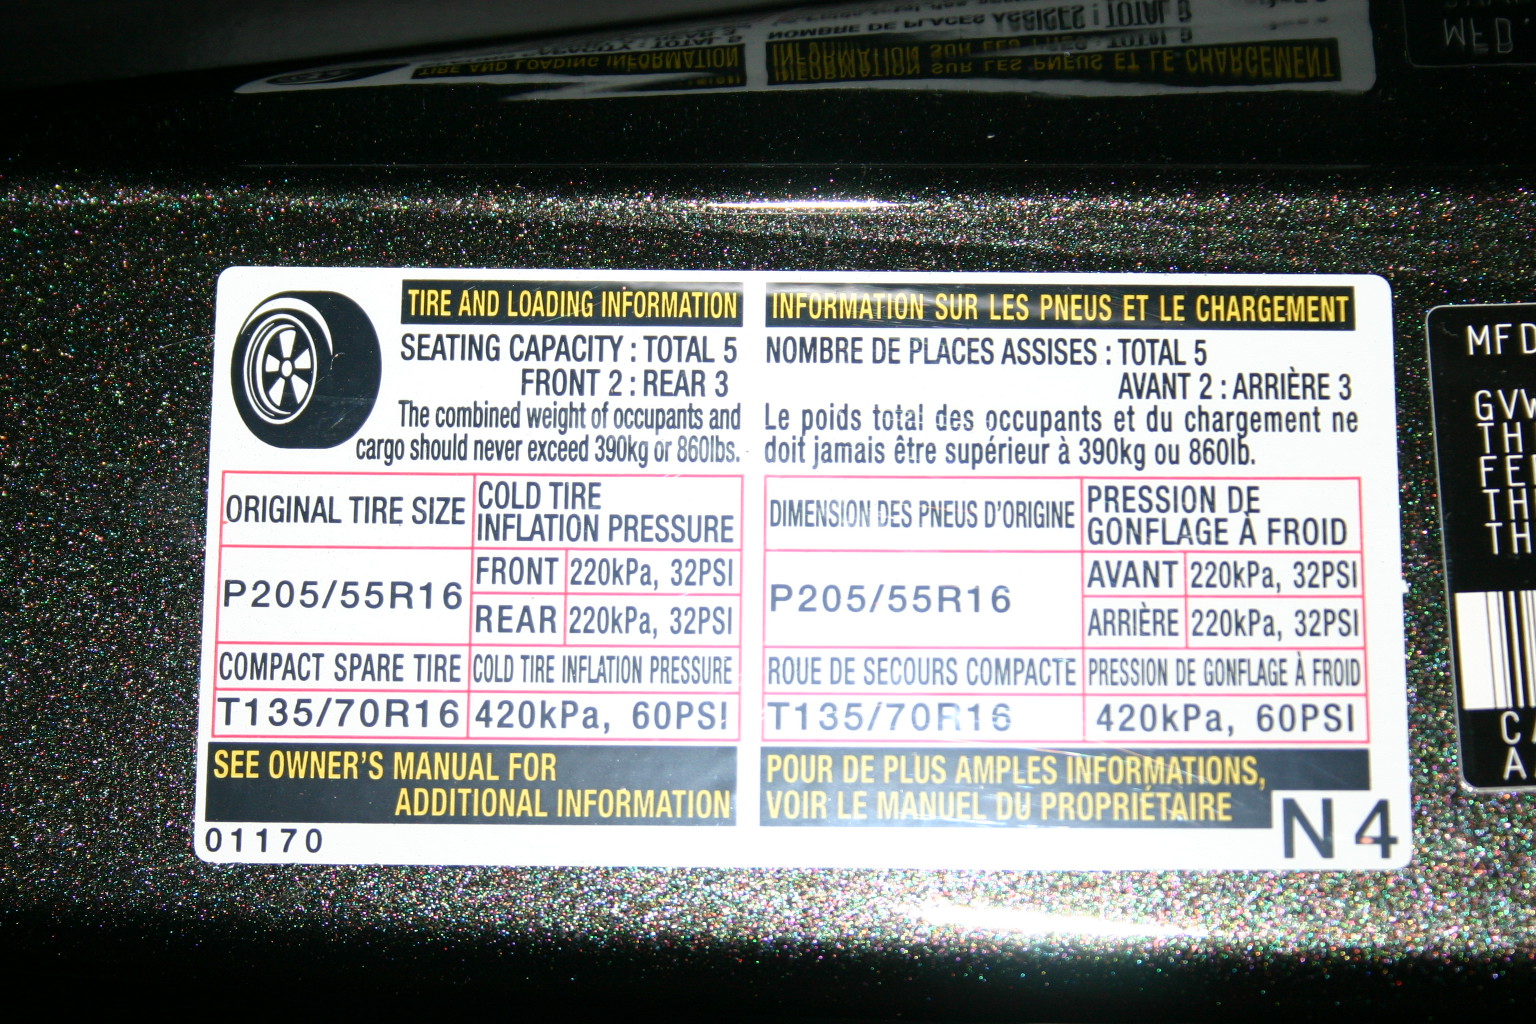 TIRE AND LOADING INFORMATION
SEATING CAPACITY : TOTAL 5
FRONT 2 : REAR 3
The combined weight of occupants and
cargo should never exceed 390kg or 860lbs.
ORIGINAL TIRE SIZE
COLD TIRE
INFLATION PRESSURE
P205/55R16
FRONT 220kPa, 32PSI
REAR 220kPa, 32PSI
COMPACT SPARE TIRE COLD TIRE INFLATION PRESSURE
T135/70R16 420kPa, 60PSI
SEE OWNER'S MANUAL FOR
ADDITIONAL INFORMATION
01170
INFORMATION SUR LES PNEUS ET LE CHARGEMENT
NOMBRE DE PLACES ASSISES : TOTAL 5
AVANT 2 : ARRIÈRE 3
Le poids total des occupants et du chargement ne
doit jamais être supérieur à 390kg ou 860lb.
DIMENSION DES PNEUS D'ORIGINE
PRESSION DE
GONFLAGE À FROID
P205/55R16
AVANT 220kPa, 32PSI
ARRIÈRE 220kPa, 32PSI
ROUE DE SECOURS COMPACTE PRESSION DE GONFLAGE À FROID
T135/70R16 420kPa, 60PSI
POUR DE PLUS AMPLES INFORMATIONS,
VOIR LE MANUEL DU PROPRIÉTAIRE
N4
MFD
GVW
TH
FE
TH
TH
C
A